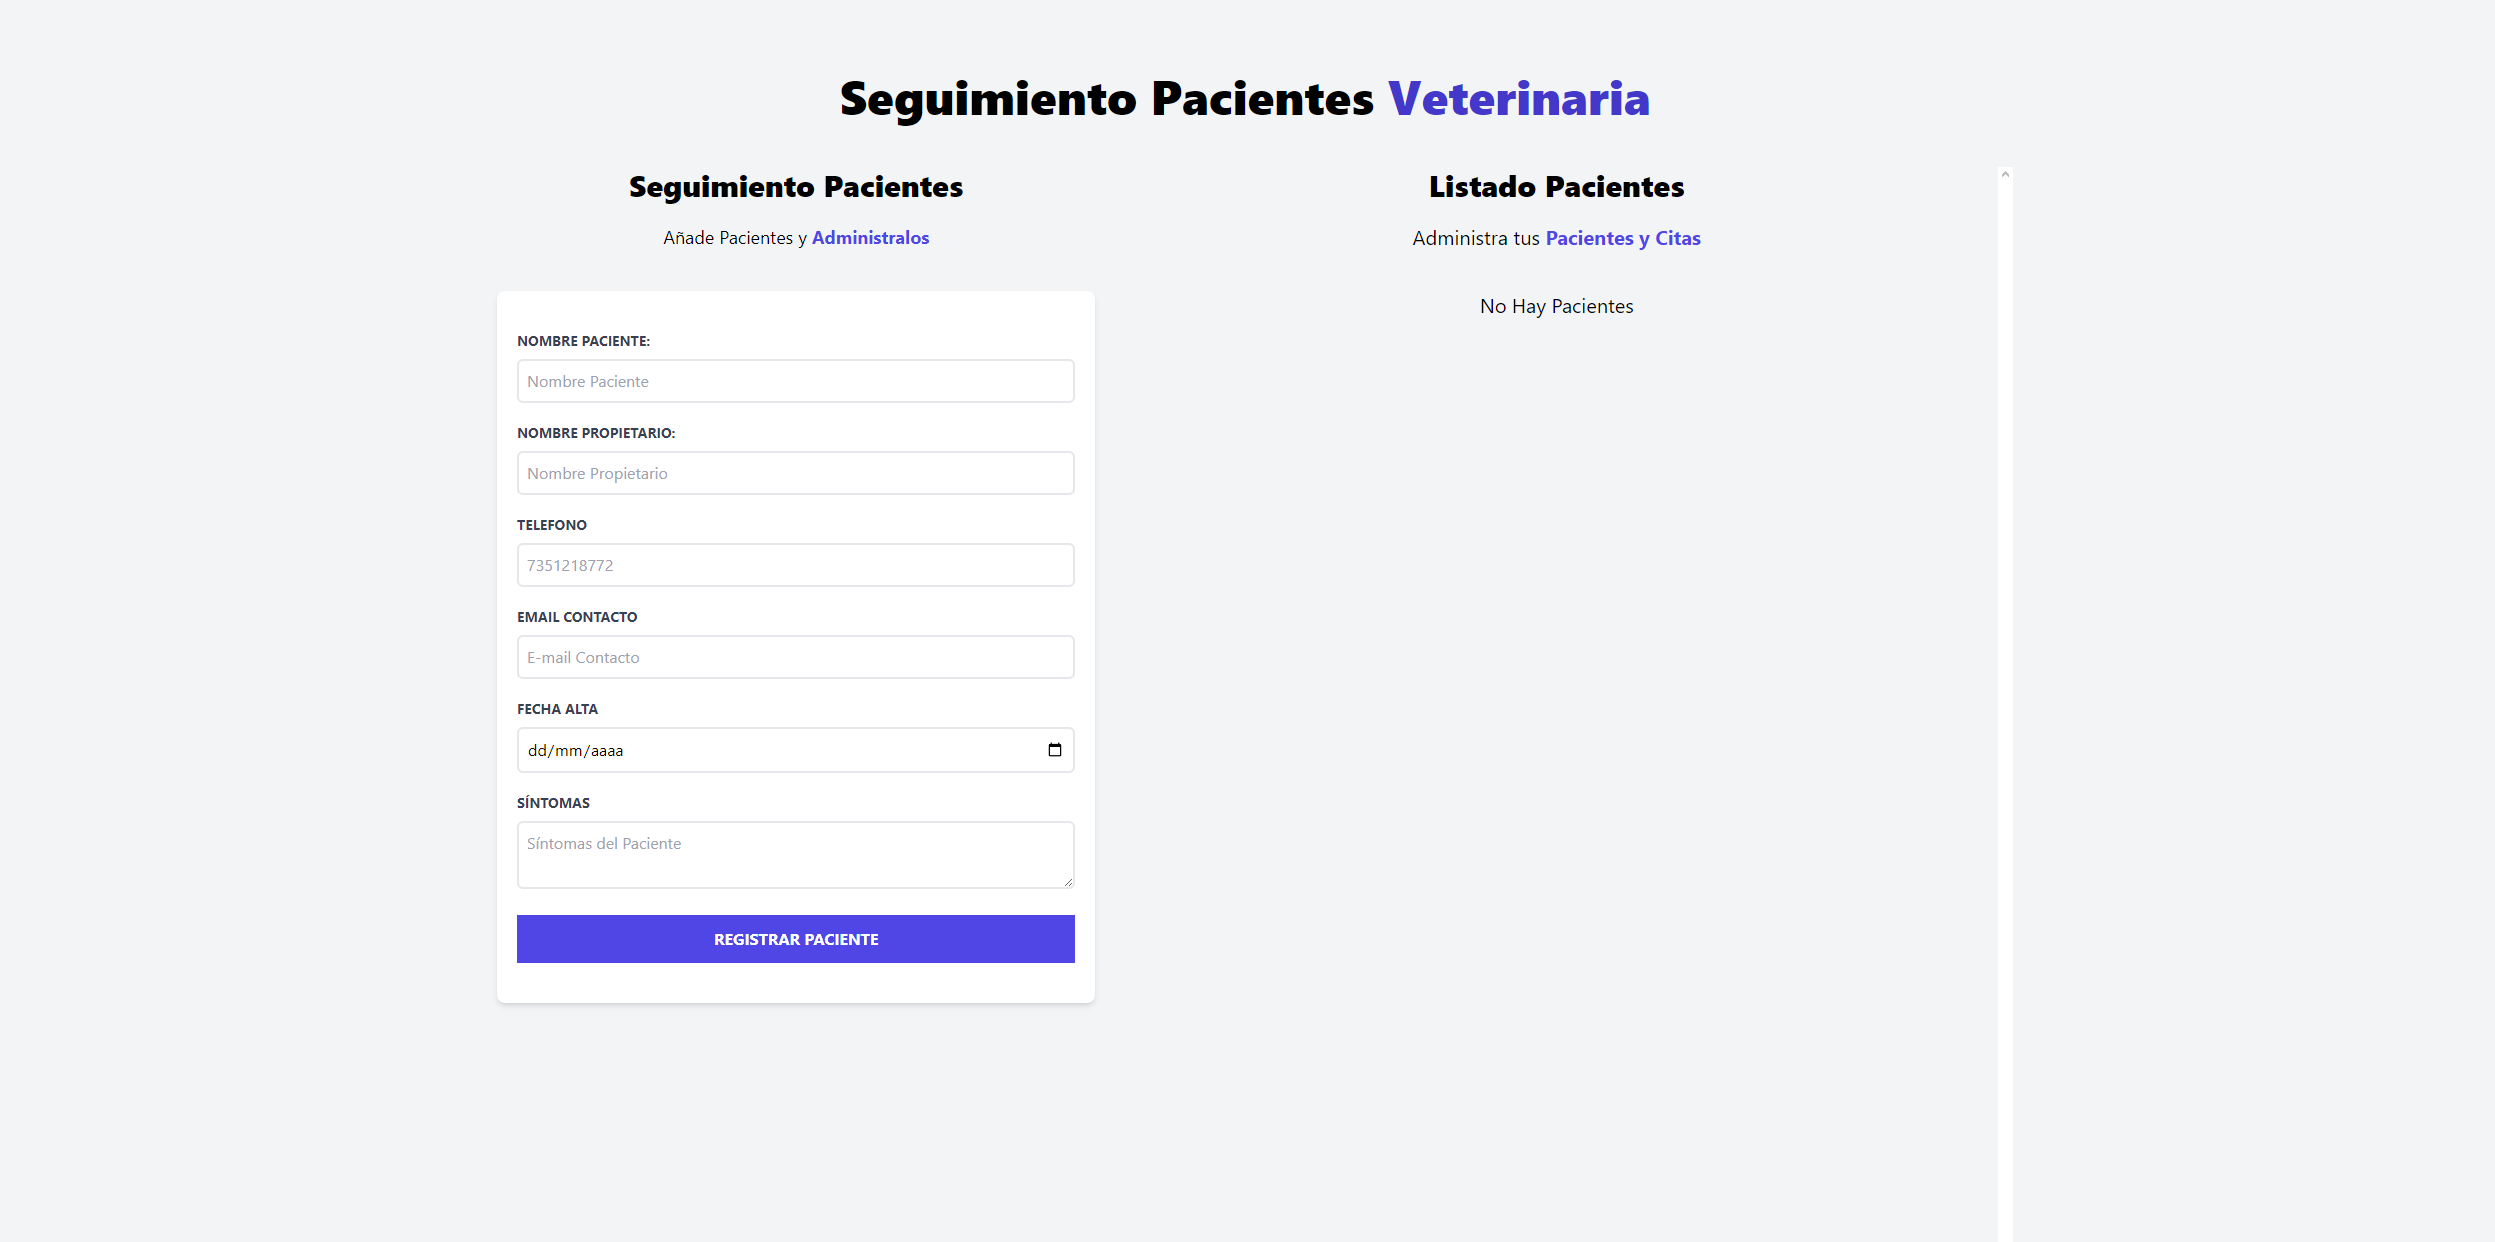 Seguimiento Pacientes Veterinaria
Seguimiento Pacientes
Añade Pacientes y Administralos
NOMBRE PACIENTE:
Nombre Paciente
NOMBRE PROPIETARIO:
Nombre Propietario
TELEFONO
7351218772
EMAIL CONTACTO
E-mail Contacto
FECHA ALTA
dd/mm/aaaa
SÍNTOMAS
Síntomas del Paciente
REGISTRAR PACIENTE
Listado Pacientes
Administra tus Pacientes y Citas
No Hay Pacientes